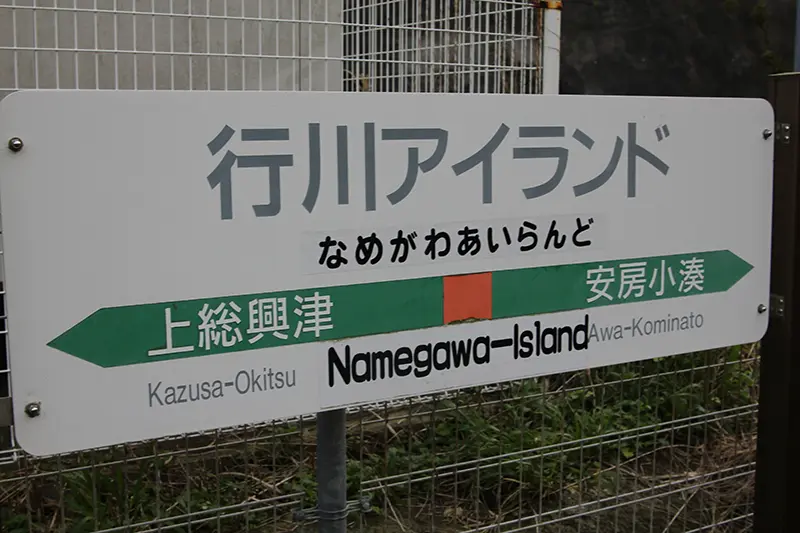 行川アイランド
なめがわあいらんど
上総興津 安房小湊
Kazusa-Okitsu Namegawa-Island Awa-Kominato